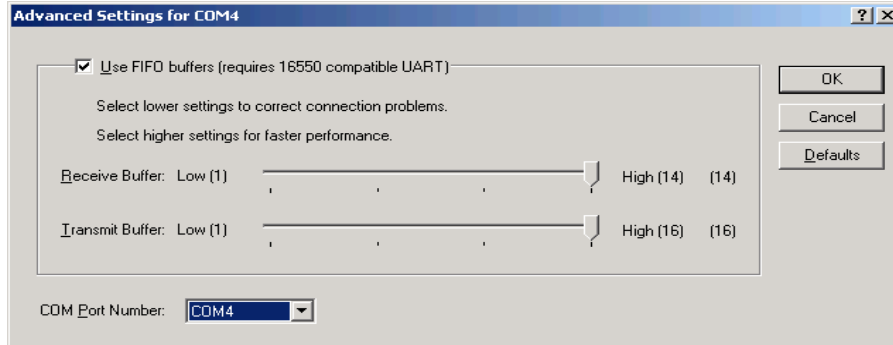 Advanced Settings for COM4
Use FIFO buffers (requires 16550 compatible UART)
OK
Select lower settings to correct connection problems.
Cancel
Select higher settings for faster performance.
Defaults
Receive Buffer: Low (1) High (14) (14)
Transmit Buffer: Low (1) High (16) (16)
COM Port Number: COM4